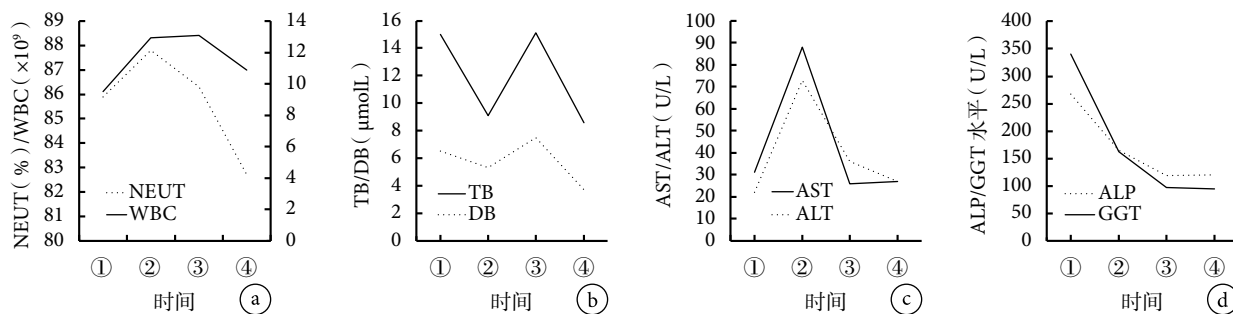 NEUT(%)/WBC(×10⁹)
89
88
87
86
85
84
83
82
81
80
14
12
10
8
6
4
2
0
NEUT
WBC
① ② ③ ④
时间
a
TB/DB(μmolL)
16
14
12
10
8
6
4
2
0
TB
DB
① ② ③ ④
时间
b
AST/ALT(U/L)
100
90
80
70
60
50
40
30
20
10
0
AST
ALT
① ② ③ ④
时间
c
ALP/GGT水平(U/L)
400
350
300
250
200
150
100
50
0
ALP
GGT
① ② ③ ④
时间
d